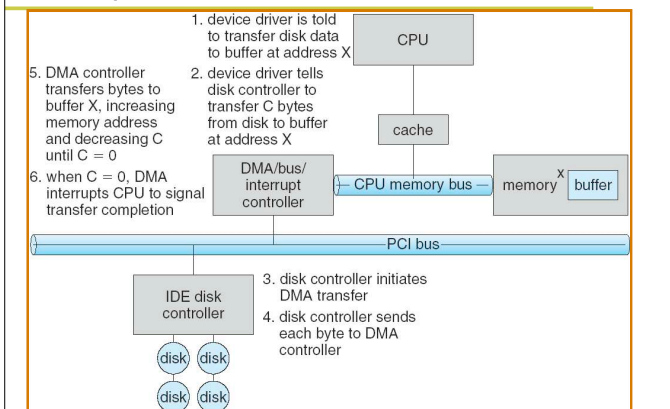 1. device driver is told
to transfer disk data
to buffer at address X
CPU
5. DMA controller
transfers bytes to
buffer X, increasing
memory address
and decreasing C
until C = 0
2. device driver tells
disk controller to
transfer C bytes
from disk to buffer
at address X
cache
6. when C = 0, DMA
interrupts CPU to signal
transfer completion
DMA/bus/
interrupt
controller
CPU memory bus
memory
X
buffer
PCI bus
IDE disk
controller
3. disk controller initiates
DMA transfer
4. disk controller sends
each byte to DMA
controller
disk disk
disk disk